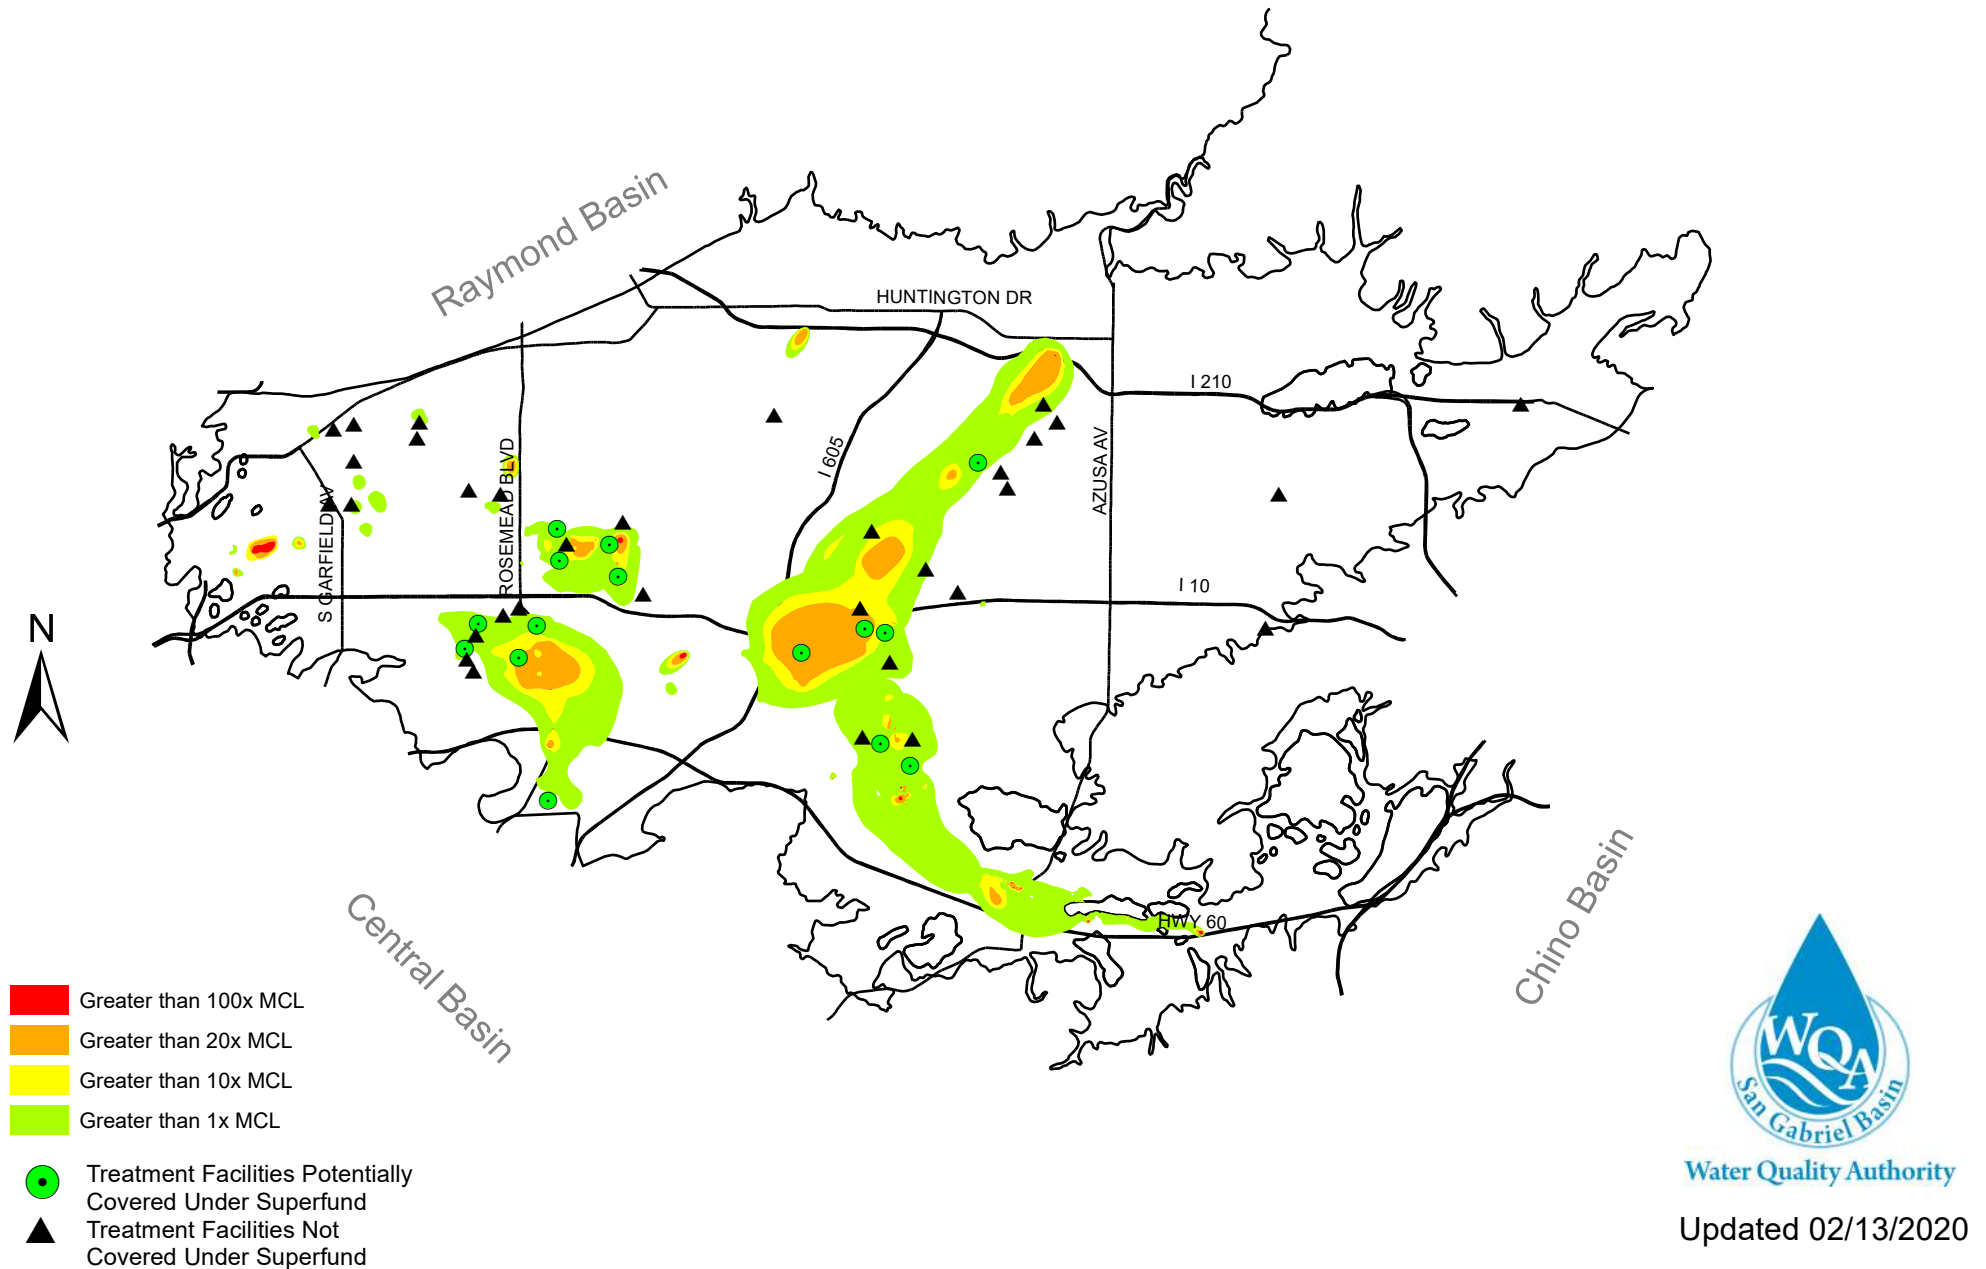 Raymond Basin
HUNTINGTON DR
I 210
I 605
AZUSA AV
ROSEMEAD BLVD
S GARFIELD AV
I 10
N
HWY 60
Central Basin
Chino Basin
Greater than 100x MCL
Greater than 20x MCL
Greater than 10x MCL
Greater than 1x MCL
Treatment Facilities Potentially
Covered Under Superfund
Treatment Facilities Not
Covered Under Superfund
WQA
San Gabriel Basin
Water Quality Authority
Updated 02/13/2020